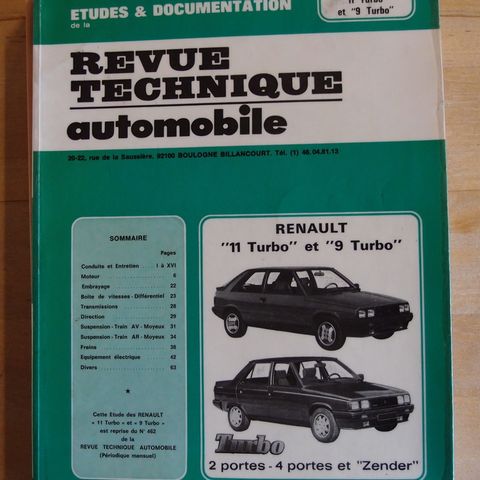 ETUDES & DOCUMENTATION
de la
"11 Turbo"
et "9 Turbo"
REVUE
TECHNIQUE
automobile
20-22, rue de la Saussière, 92100 BOULOGNE BILLANCOURT. Tél. (1) 46.04.81.13
SOMMAIRE
Pages
Conduite et Entretien .... I à XVI
Moteur 6
Embrayage 22
Boîte de vitesses - Différentiel 23
Transmissions 28
Direction 29
Suspension - Train AV - Moyeux 31
Suspension - Train AR - Moyeux 34
Freins 38
Equipement électrique 42
Divers 63
★
Cette Etude des RENAULT
« 11 Turbo » et « 9 Turbo »
est reprise du N° 462
de la
REVUE TECHNIQUE AUTOMOBILE
(Périodique mensuel)
RENAULT
"11 Turbo" et "9 Turbo"
Turbo
2 portes - 4 portes et "Zender"